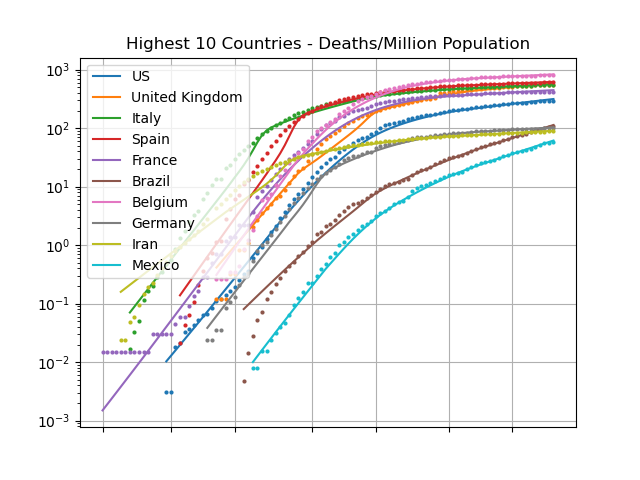 Highest 10 Countries - Deaths/Million Population
10³
10²
10¹
10⁰
10⁻¹
10⁻²
10⁻³
US
United Kingdom
Italy
Spain
France
Brazil
Belgium
Germany
Iran
Mexico